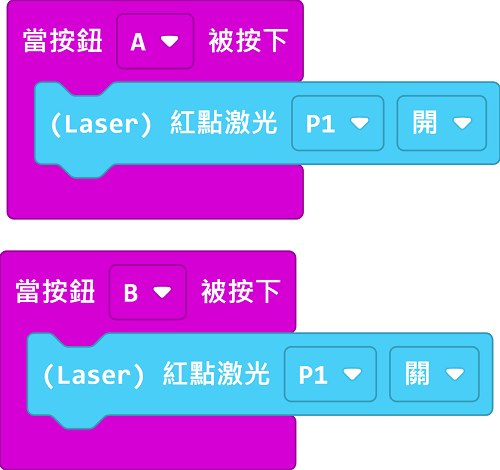 當按鈕 A 被按下
(Laser) 紅點激光 P1 開
當按鈕 B 被按下
(Laser) 紅點激光 P1 關